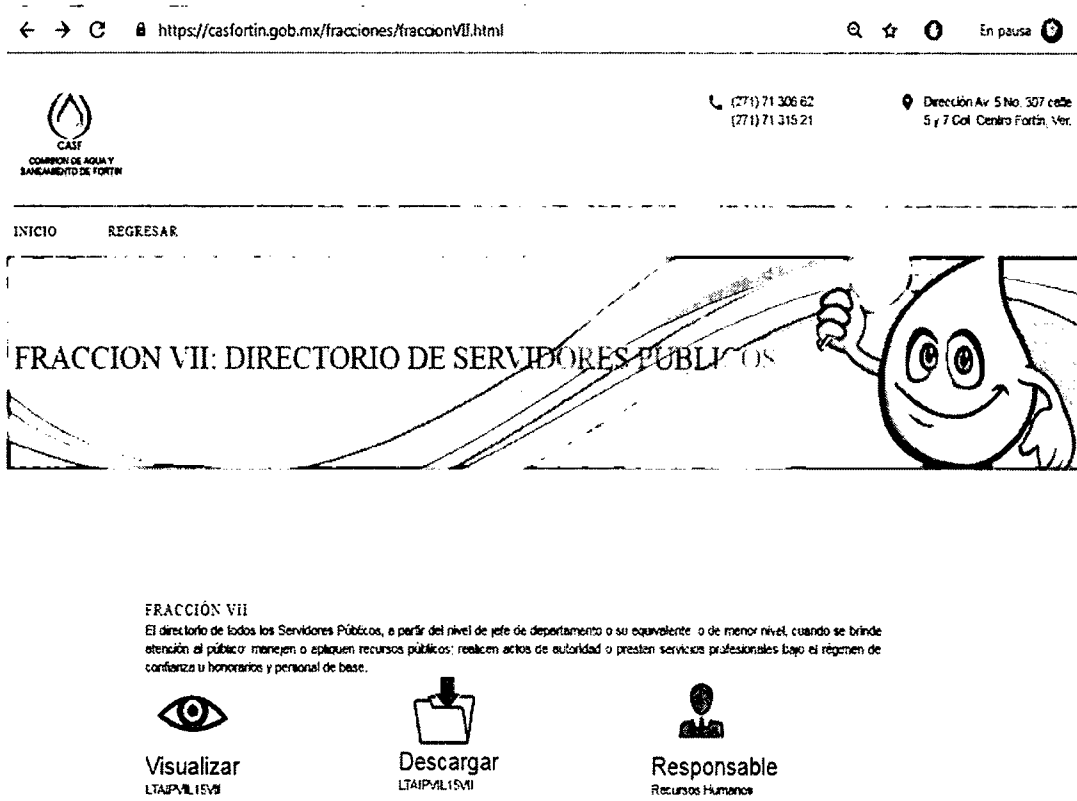 https://casfortin.gob.mx/fracciones/fraccionVII.html
En pausa
(271) 71 306 62
(271) 71 315 21
Dirección Av. 5 No. 307 calle
5 y 7 Col. Centro Fortín, Ver.
CASF
COMISION DE AGUA Y
SANEAMIENTO DE FORTIN
INICIO REGRESAR
FRACCION VII: DIRECTORIO DE SERVIDORES PUBLICOS
FRACCIÓN VII
El directorio de todos los Servidores Públicos, a partir del nivel de jefe de departamento o su equivalente o de menor nivel, cuando se brinde
atención al público; manejen o apliquen recursos públicos; realicen actos de autoridad o presten servicios profesionales bajo el régimen de
confianza u honorarios y personal de base.
Visualizar
LTAIPVIL15VII
Descargar
LTAIPVIL15VII
Responsable
Recursos Humanos